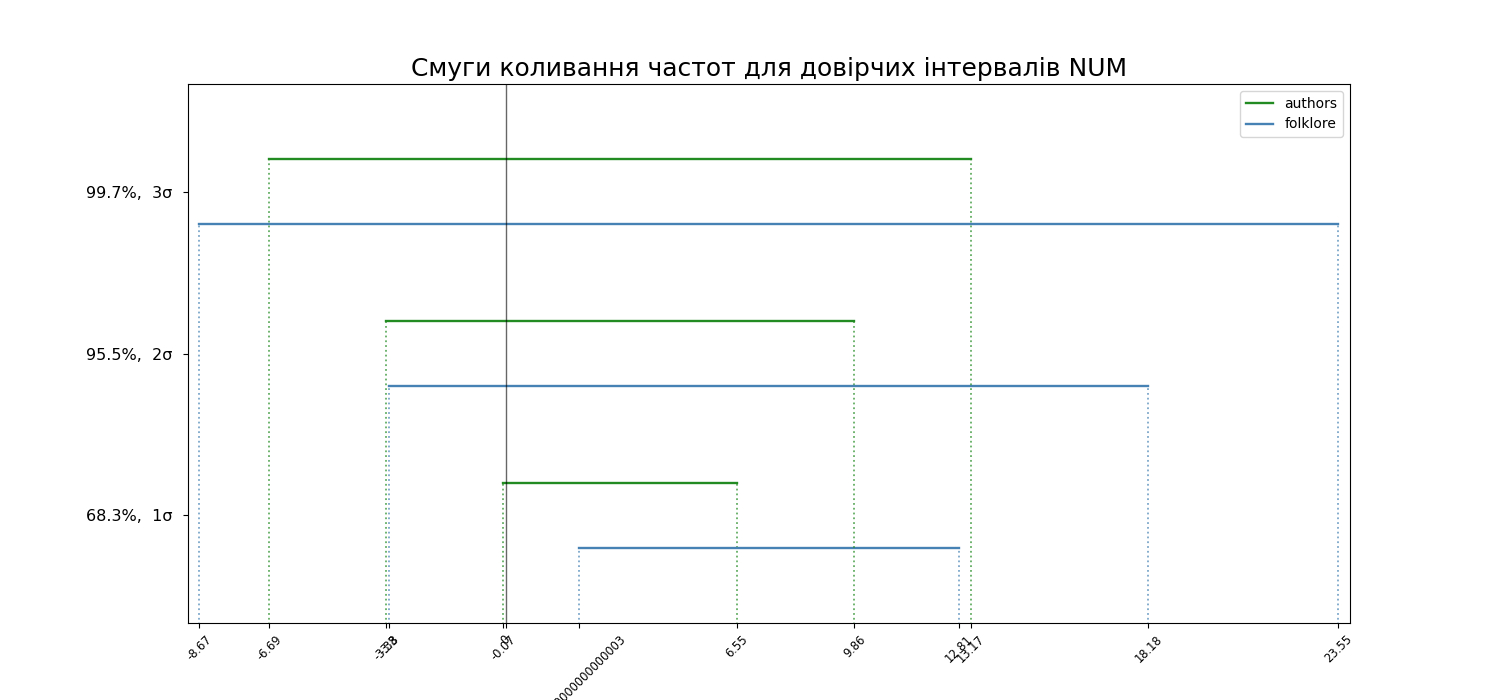 Смуги коливання частот для довірчих інтервалів NUM
authors
folklore
99.7%, 3σ
95.5%, 2σ
68.3%, 1σ
-8.67
-6.69
-0.07
0
6.55
9.86
12.81
13.17
18.18
23.55